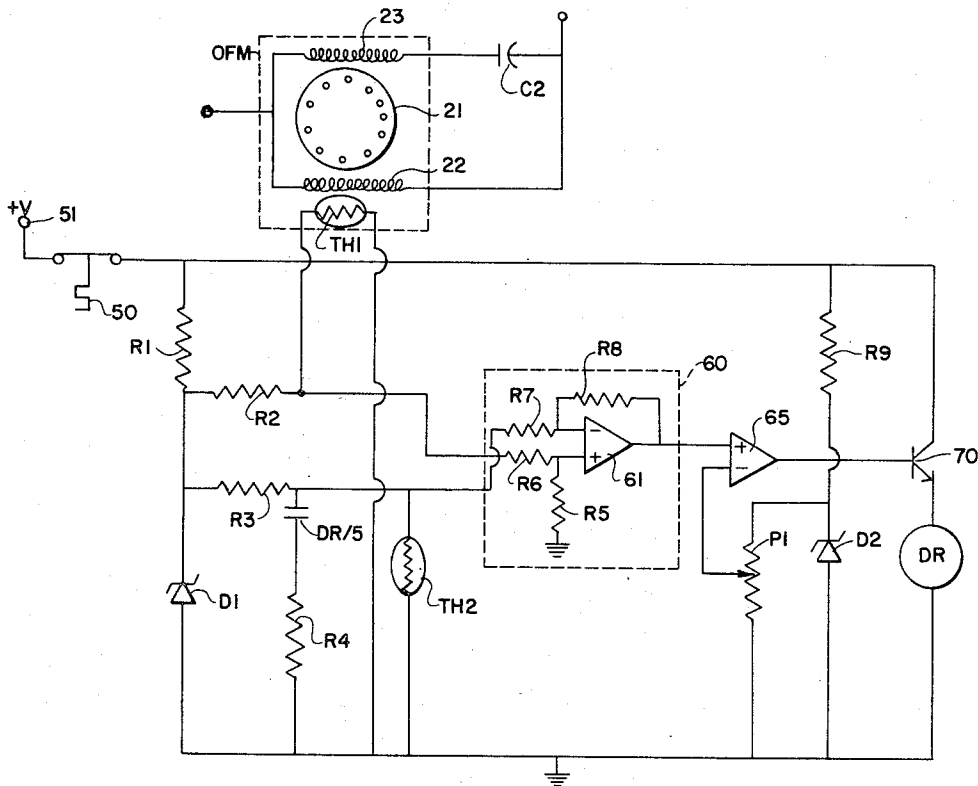 23
OFM
C2
21
22
+V
51
TH1
50
R1
R8
60
R9
R7
R2
65
-
+
+
-
R6
61
70
R3
R5
DR/5
P1
D2
DR
D1
TH2
R4